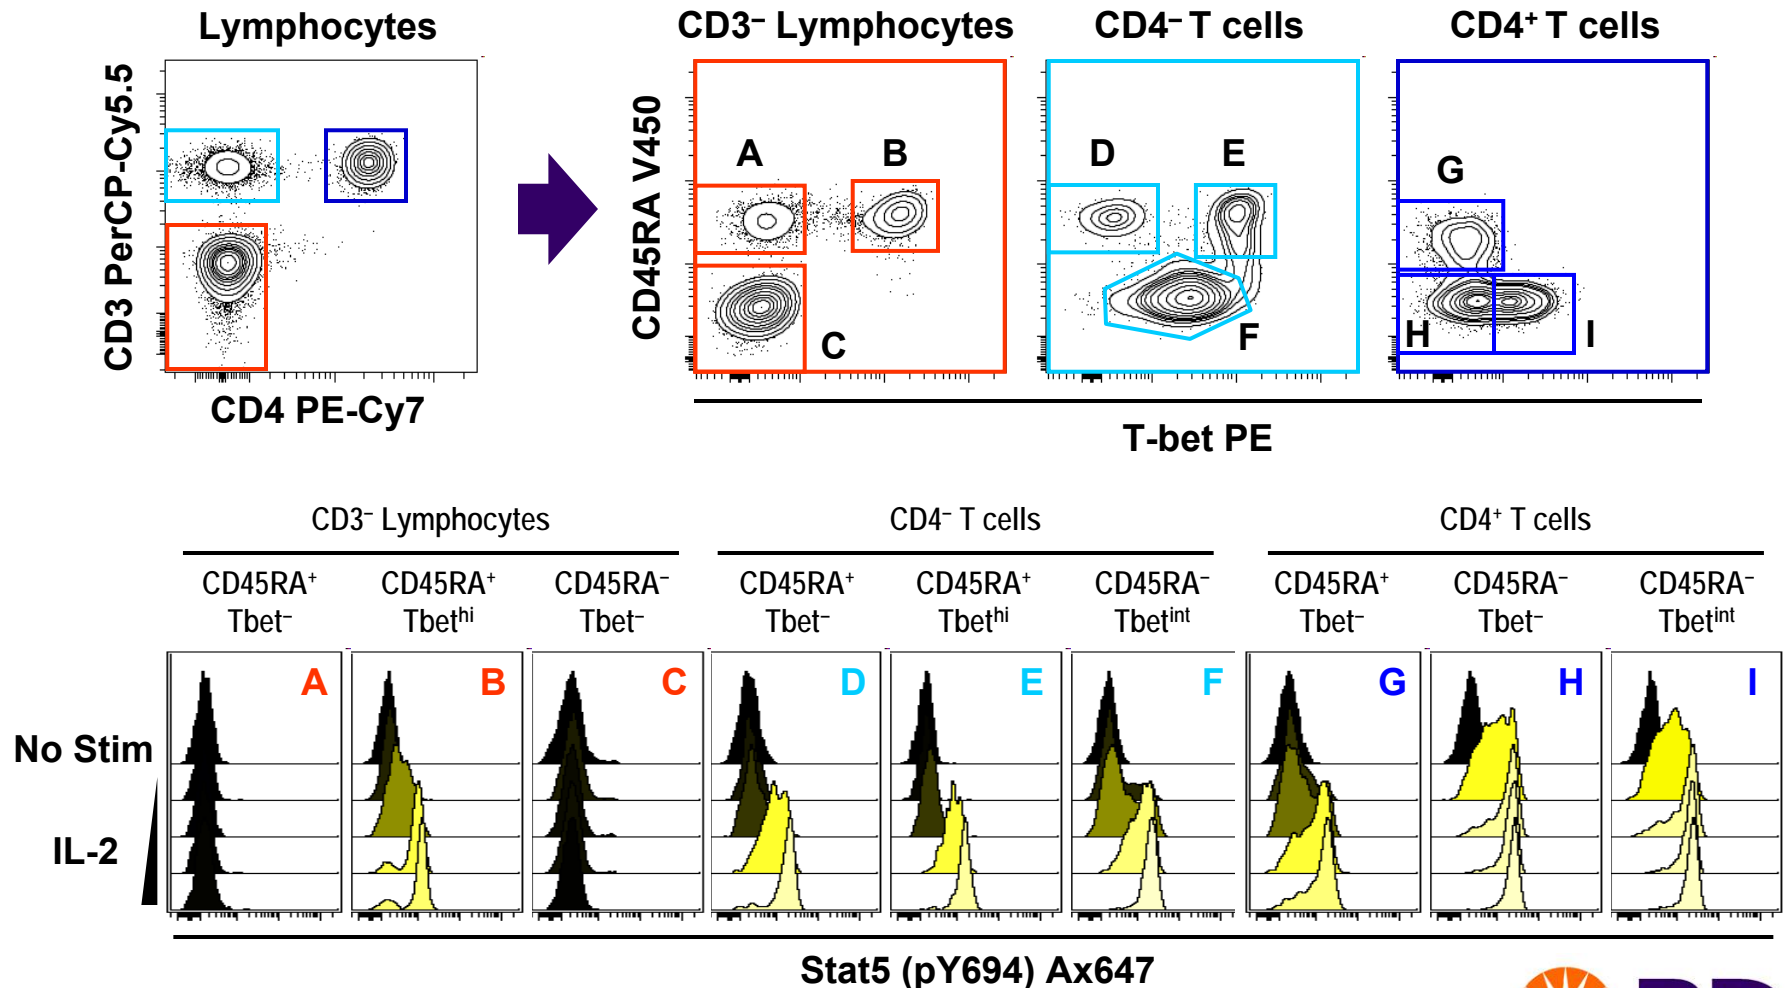 Lymphocytes
CD3⁻ Lymphocytes
CD4⁻ T cells
CD4⁺ T cells
CD3 PerCP-Cy5.5
CD4 PE-Cy7
CD45RA V450
A
B
C
D
E
F
G
H
I
T-bet PE
CD3⁻ Lymphocytes
CD4⁻ T cells
CD4⁺ T cells
CD45RA⁺
Tbet⁻
CD45RA⁺
Tbetʰⁱ
CD45RA⁻
Tbet⁻
CD45RA⁺
Tbet⁻
CD45RA⁺
Tbetʰⁱ
CD45RA⁻
Tbetⁱⁿᵗ
CD45RA⁺
Tbet⁻
CD45RA⁻
Tbet⁻
CD45RA⁻
Tbetⁱⁿᵗ
A
B
C
D
E
F
G
H
I
No Stim
IL-2
Stat5 (pY694) Ax647